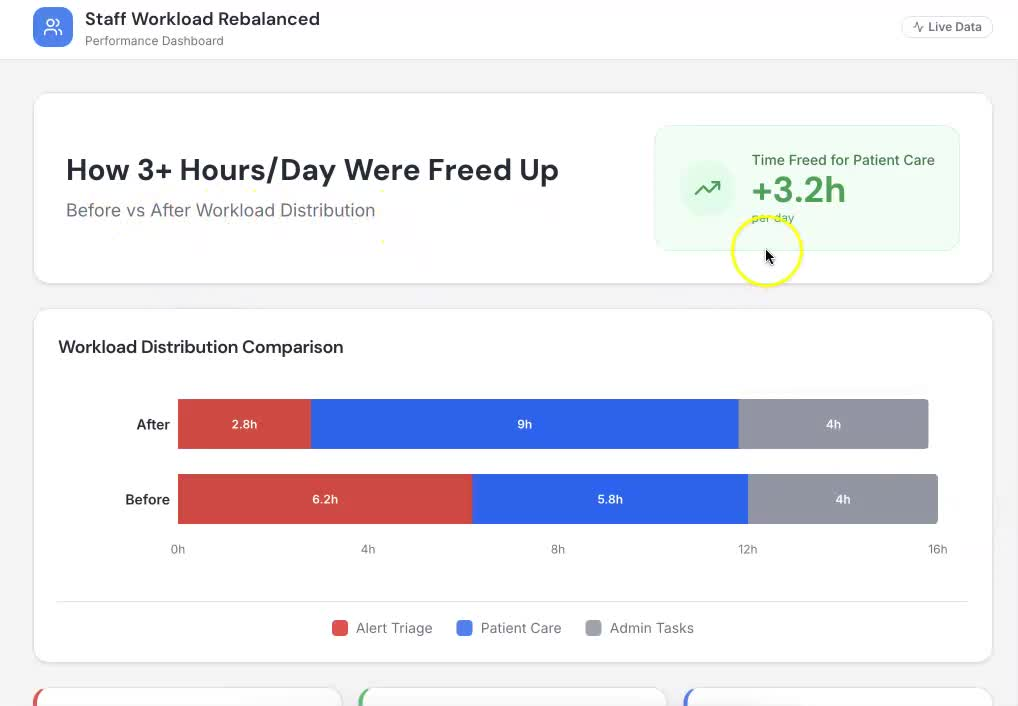 Staff Workload Rebalanced
Performance Dashboard
Live Data
How 3+ Hours/Day Were Freed Up
Before vs After Workload Distribution
Time Freed for Patient Care
+3.2h
per day
Workload Distribution Comparison
After 2.8h 9h 4h
Before 6.2h 5.8h 4h
0h 4h 8h 12h 16h
Alert Triage Patient Care Admin Tasks